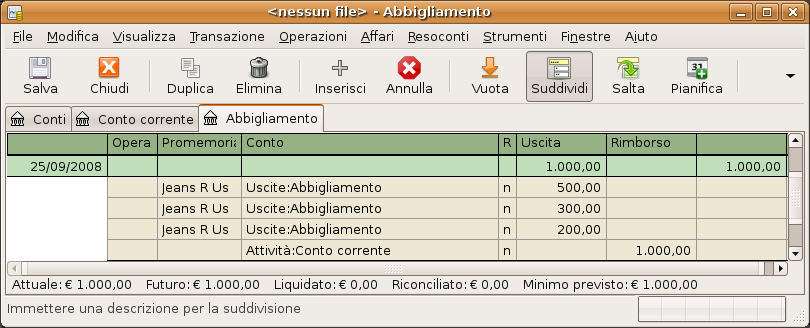 <nessun file> - Abbigliamento
File Modifica Visualizza Transazione Operazioni Affari Resoconti Strumenti Finestre Aiuto
Salva Chiudi Duplica Elimina Inserisci Annulla Vuota Suddividi Salta Pianifica
Conti Conto corrente Abbigliamento
Opera Promemoria Conto R Uscita Rimborso
25/09/2008 1.000,00 1.000,00
Jeans R Us Uscite:Abbigliamento n 500,00
Jeans R Us Uscite:Abbigliamento n 300,00
Jeans R Us Uscite:Abbigliamento n 200,00
Attività:Conto corrente n 1.000,00
Attuale: € 1.000,00 Futuro: € 1.000,00 Liquidato: € 0,00 Riconciliato: € 0,00 Minimo previsto: € 1.000,00
Immettere una descrizione per la suddivisione